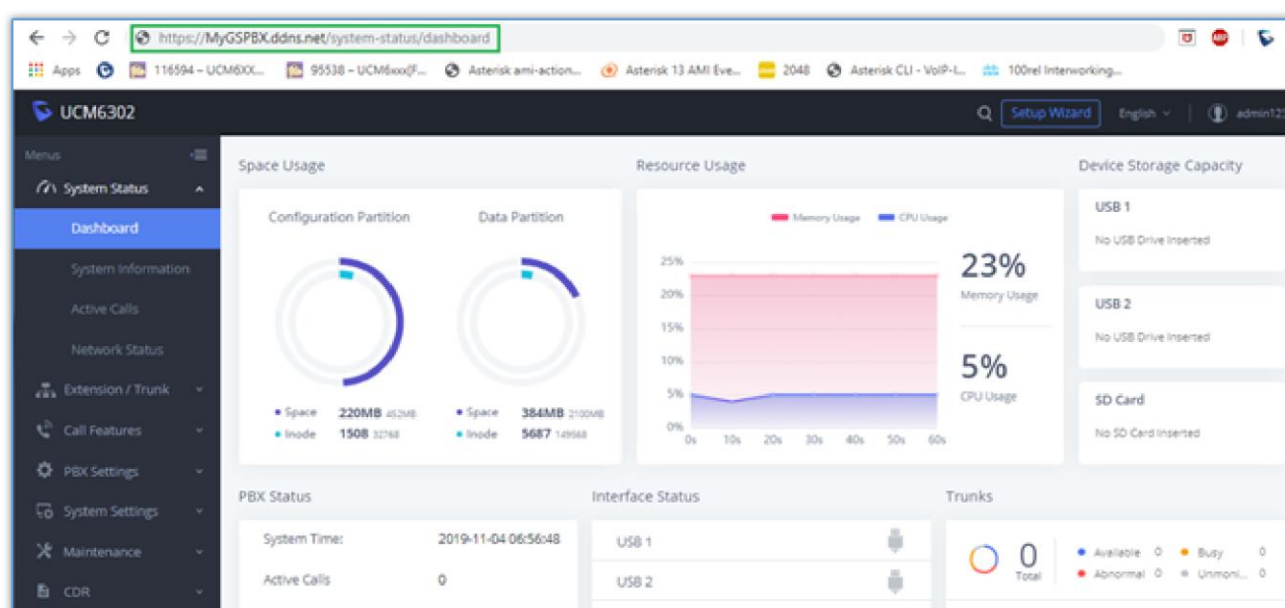 https://MyGSPBX.ddns.net/system-status/dashboard
Apps 116594 – UCM6XX... 95538 – UCM6xxx(F... Asterisk ami-action... Asterisk 13 AMI Eve... 2048 Asterisk CLI - VoIP-I... 100rel Interworking...
UCM6302 Setup Wizard English admin123
Menus
System Status
Dashboard
System Information
Active Calls
Network Status
Extension / Trunk
Call Features
PBX Settings
System Settings
Maintenance
CDR
Space Usage
Configuration Partition Data Partition
Space 220MB 452MB Space 384MB 2100MB
Inode 1508 32768 Inode 5687 149568
Resource Usage
Memory Usage CPU Usage
25%
20%
15%
10%
5%
0%
0s 10s 20s 30s 40s 50s 60s
23%
Memory Usage
5%
CPU Usage
Device Storage Capacity
USB 1
No USB Drive Inserted
USB 2
No USB Drive Inserted
SD Card
No SD Card Inserted
PBX Status
System Time: 2019-11-04 06:56:48
Active Calls 0
Interface Status
USB 1
USB 2
Trunks
0
Total
Available 0 Busy 0
Abnormal 0 Unmoni... 0